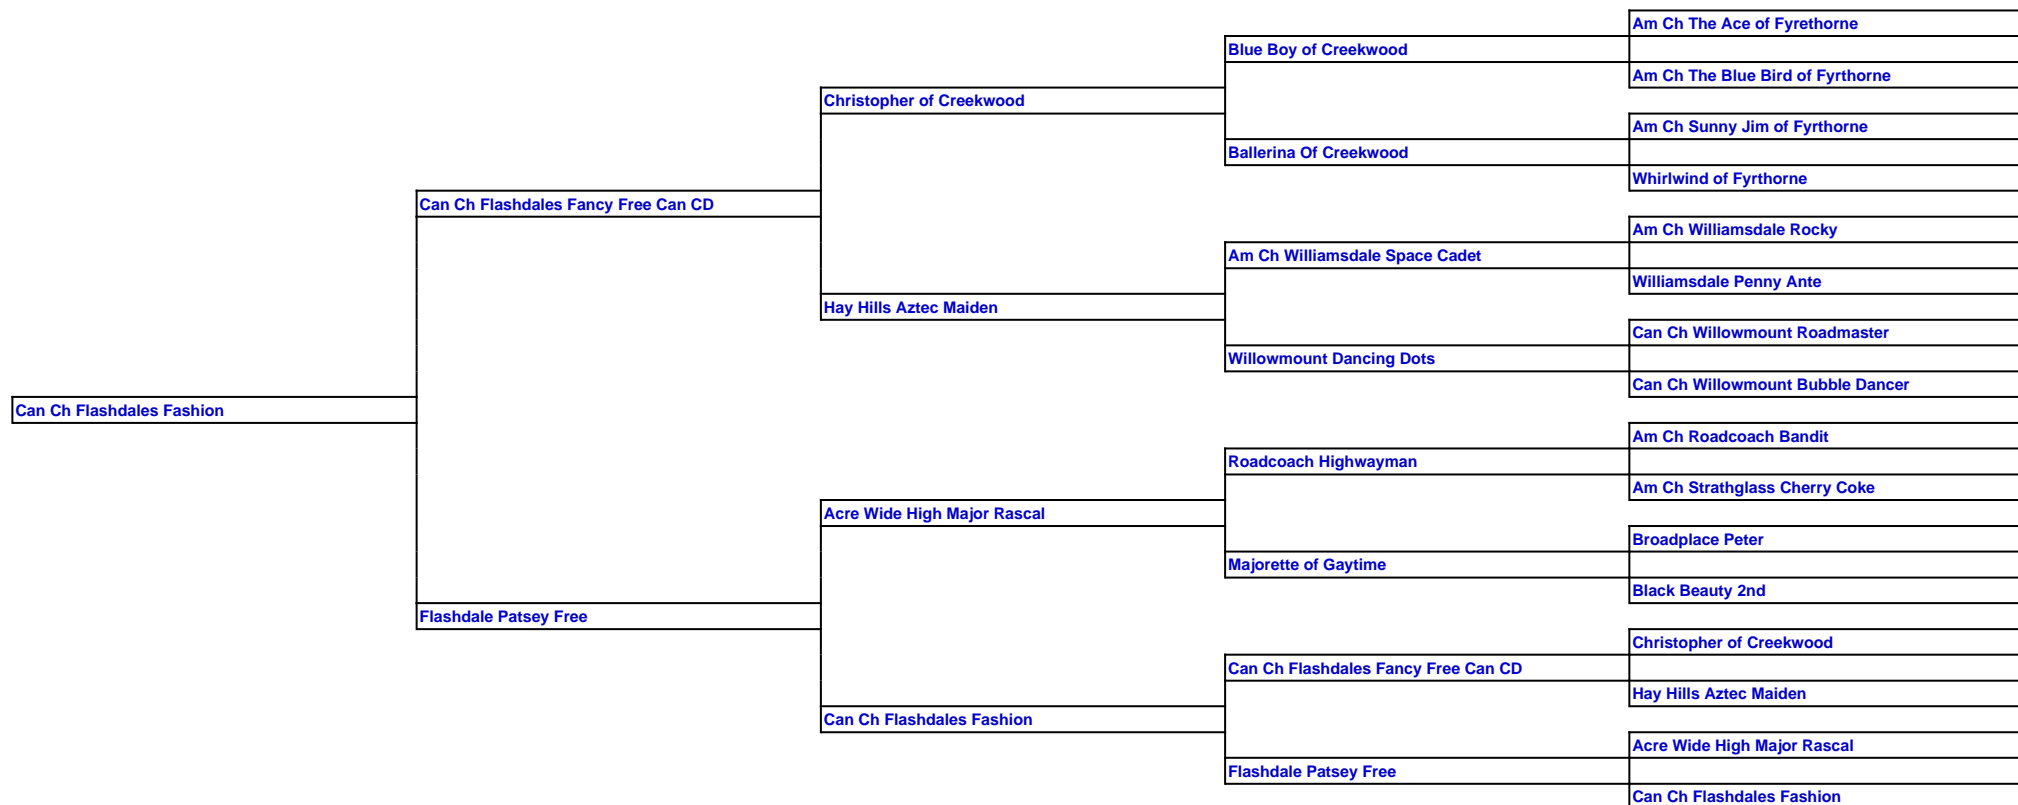 Am Ch The Ace of Fyrethorne
Blue Boy of Creekwood
Am Ch The Blue Bird of Fyrthorne
Christopher of Creekwood
Am Ch Sunny Jim of Fyrthorne
Ballerina Of Creekwood
Whirlwind of Fyrthorne
Can Ch Flashdales Fancy Free Can CD
Am Ch Williamsdale Rocky
Am Ch Williamsdale Space Cadet
Williamsdale Penny Ante
Hay Hills Aztec Maiden
Can Ch Willowmount Roadmaster
Willowmount Dancing Dots
Can Ch Willowmount Bubble Dancer
Can Ch Flashdales Fashion
Am Ch Roadcoach Bandit
Roadcoach Highwayman
Am Ch Strathglass Cherry Coke
Acre Wide High Major Rascal
Broadplace Peter
Majorette of Gaytime
Black Beauty 2nd
Flashdale Patsey Free
Christopher of Creekwood
Can Ch Flashdales Fancy Free Can CD
Hay Hills Aztec Maiden
Can Ch Flashdales Fashion
Acre Wide High Major Rascal
Flashdale Patsey Free
Can Ch Flashdales Fashion